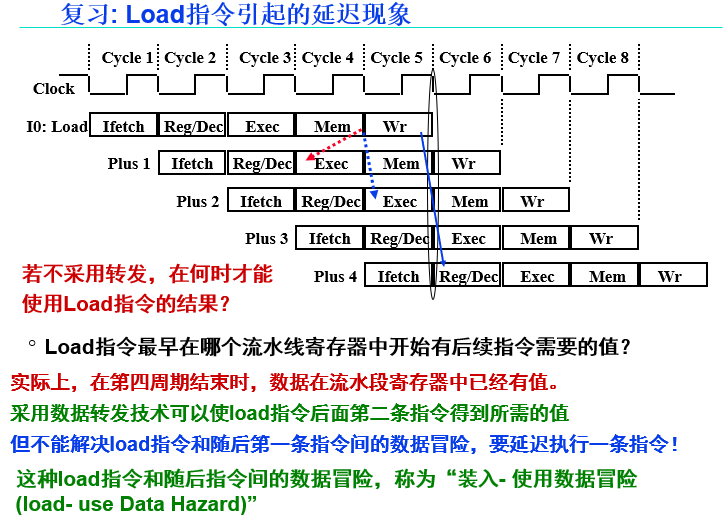 复习: Load指令引起的延迟现象
Cycle 1 Cycle 2 Cycle 3 Cycle 4 Cycle 5 Cycle 6 Cycle 7 Cycle 8
Clock
I0: Load Ifetch Reg/Dec Exec Mem Wr
Plus 1 Ifetch Reg/Dec Exec Mem Wr
Plus 2 Ifetch Reg/Dec Exec Mem Wr
Plus 3 Ifetch Reg/Dec Exec Mem Wr
Plus 4 Ifetch Reg/Dec Exec Mem Wr
若不采用转发，在何时才能
使用Load指令的结果？
° Load指令最早在哪个流水线寄存器中开始有后续指令需要的值？
实际上，在第四周期结束时，数据在流水段寄存器中已经有值。
采用数据转发技术可以使load指令后面第二条指令得到所需的值
但不能解决load指令和随后第一条指令间的数据冒险，要延迟执行一条指令！
这种load指令和随后指令间的数据冒险，称为“装入- 使用数据冒险
(load- use Data Hazard)”